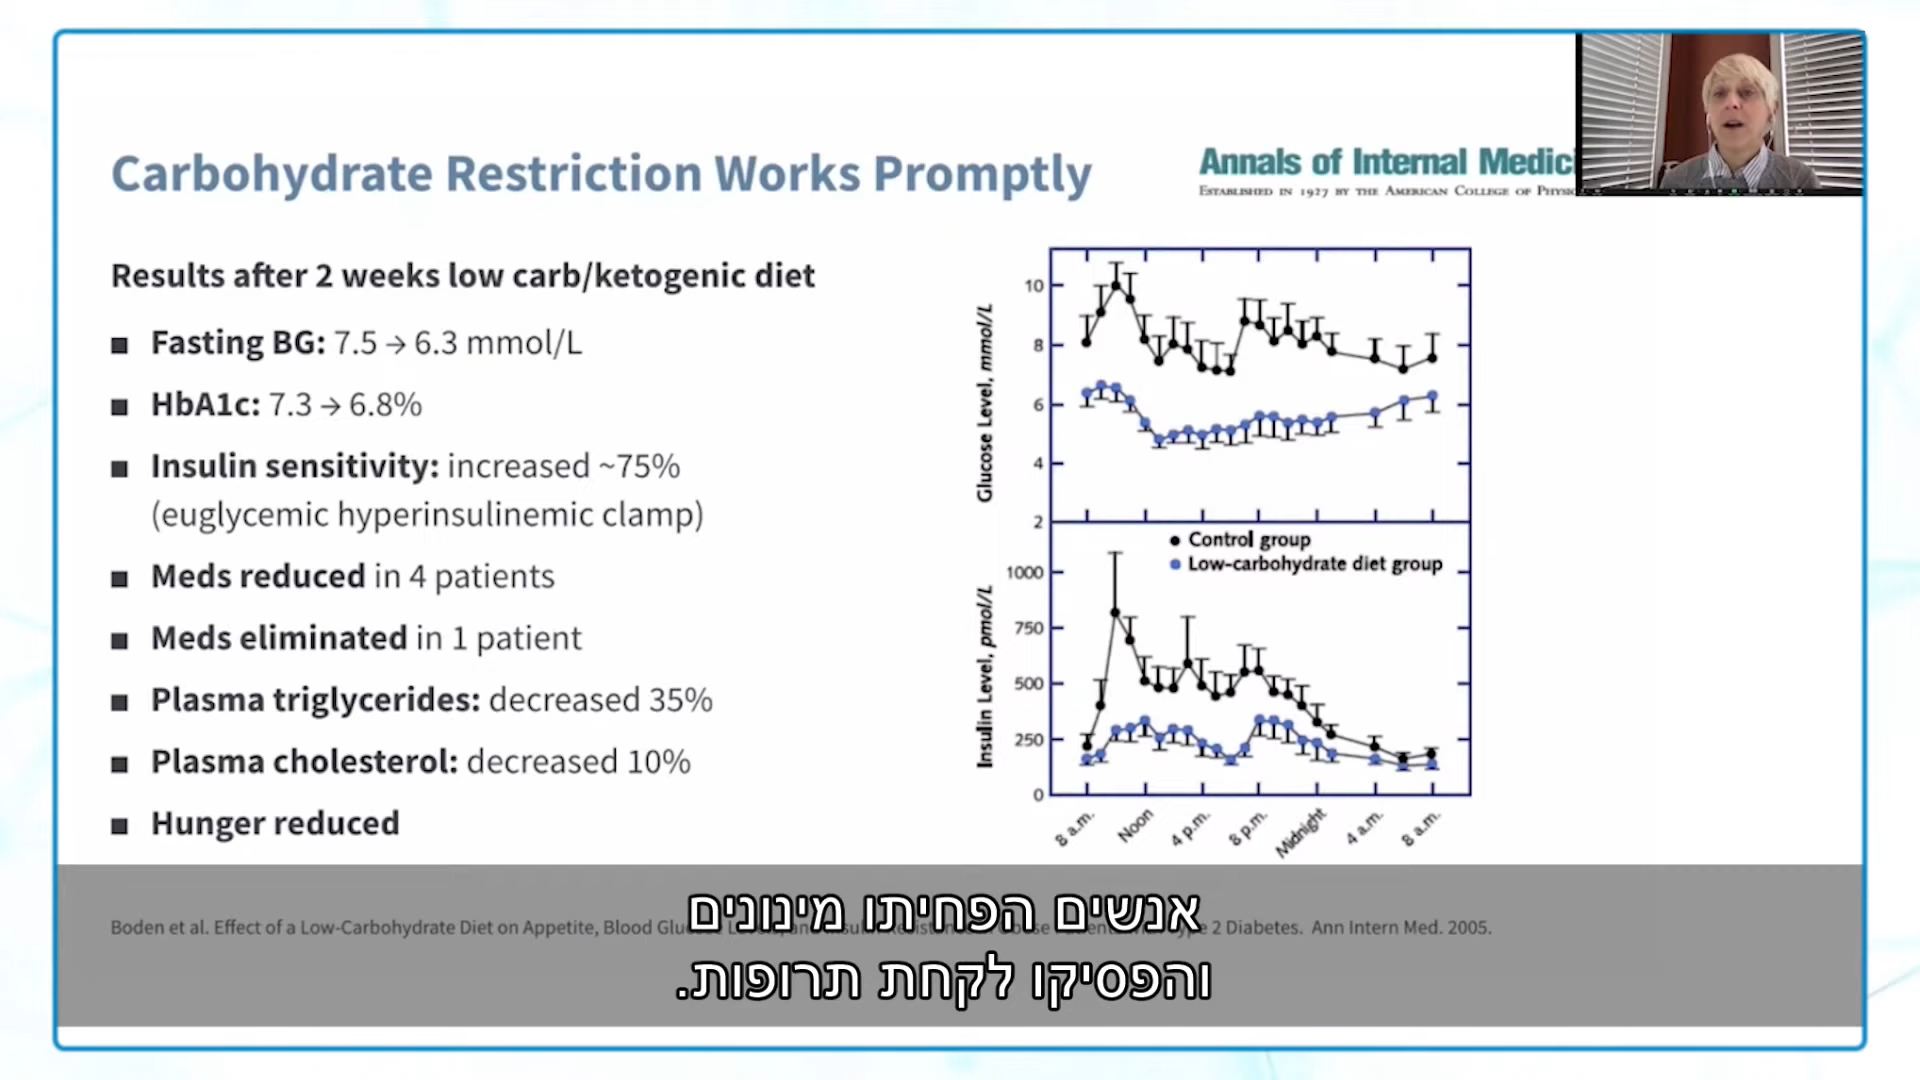 Carbohydrate Restriction Works Promptly
Annals of Internal Medici
ESTABLISHED IN 1927 BY THE AMERICAN COLLEGE OF PHYSIC
Results after 2 weeks low carb/ketogenic diet
■ Fasting BG: 7.5 → 6.3 mmol/L
■ HbA1c: 7.3 → 6.8%
■ Insulin sensitivity: increased ~75%
(euglycemic hyperinsulinemic clamp)
■ Meds reduced in 4 patients
■ Meds eliminated in 1 patient
■ Plasma triglycerides: decreased 35%
■ Plasma cholesterol: decreased 10%
■ Hunger reduced
Glucose Level, mmol/L
10
8
6
4
2
Control group
Low-carbohydrate diet group
Insulin Level, pmol/L
1000
750
500
250
0
8 a.m.
Noon
4 p.m.
8 p.m.
Midnight
4 a.m.
8 a.m.
Boden et al. Effect of a Low-Carbohydrate Diet on Appetite, Blood 2 Diabetes. Ann Intern Med. 2005.
אנשים הפחיתו מינונים
והפסיקו לקחת תרופות.